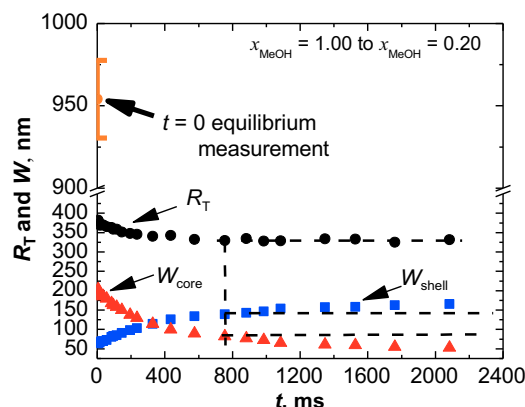 1000
950
900
400
350
300
250
200
150
100
50
R_T and W, nm
x_MeOH = 1.00 to x_MeOH = 0.20
t = 0 equilibrium
measurement
R_T
W_core
W_shell
0 400 800 1200 1600 2000 2400
t, ms